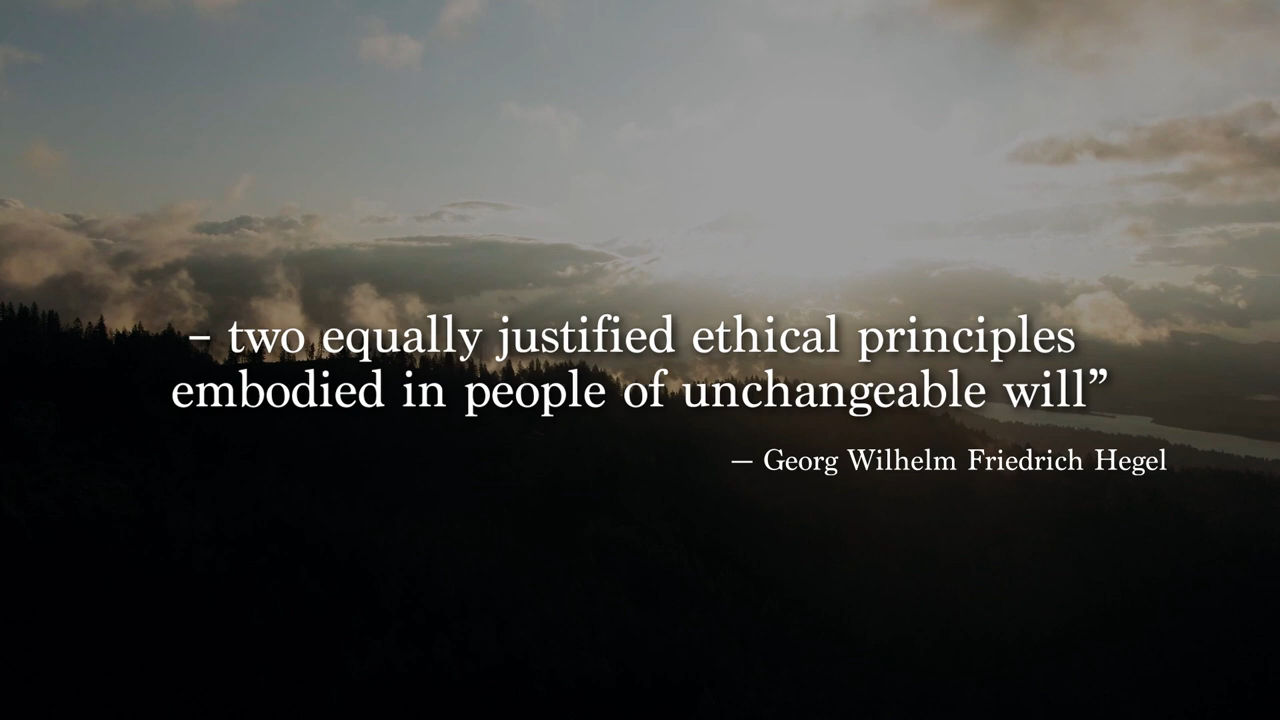 – two equally justified ethical principles
embodied in people of unchangeable will”
— Georg Wilhelm Friedrich Hegel